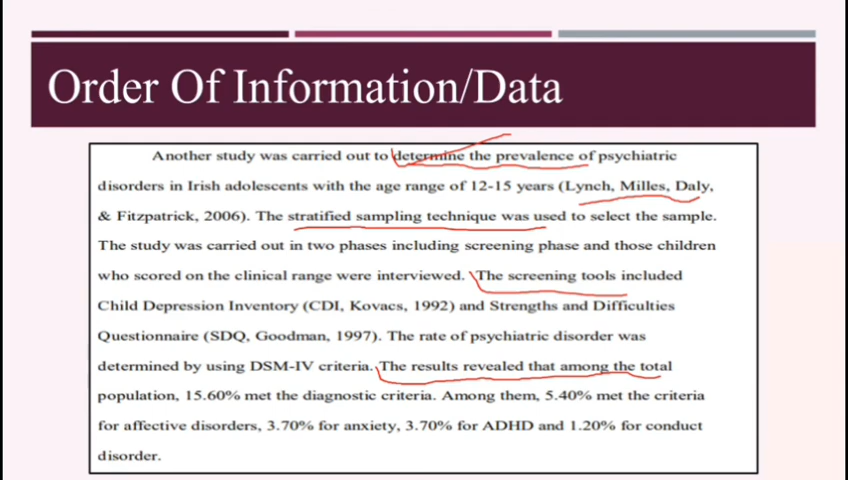 Order Of Information/Data
Another study was carried out to determine the prevalence of psychiatric
disorders in Irish adolescents with the age range of 12-15 years (Lynch, Milles, Daly,
& Fitzpatrick, 2006). The stratified sampling technique was used to select the sample.
The study was carried out in two phases including screening phase and those children
who scored on the clinical range were interviewed. The screening tools included
Child Depression Inventory (CDI, Kovacs, 1992) and Strengths and Difficulties
Questionnaire (SDQ, Goodman, 1997). The rate of psychiatric disorder was
determined by using DSM-IV criteria. The results revealed that among the total
population, 15.60% met the diagnostic criteria. Among them, 5.40% met the criteria
for affective disorders, 3.70% for anxiety, 3.70% for ADHD and 1.20% for conduct
disorder.